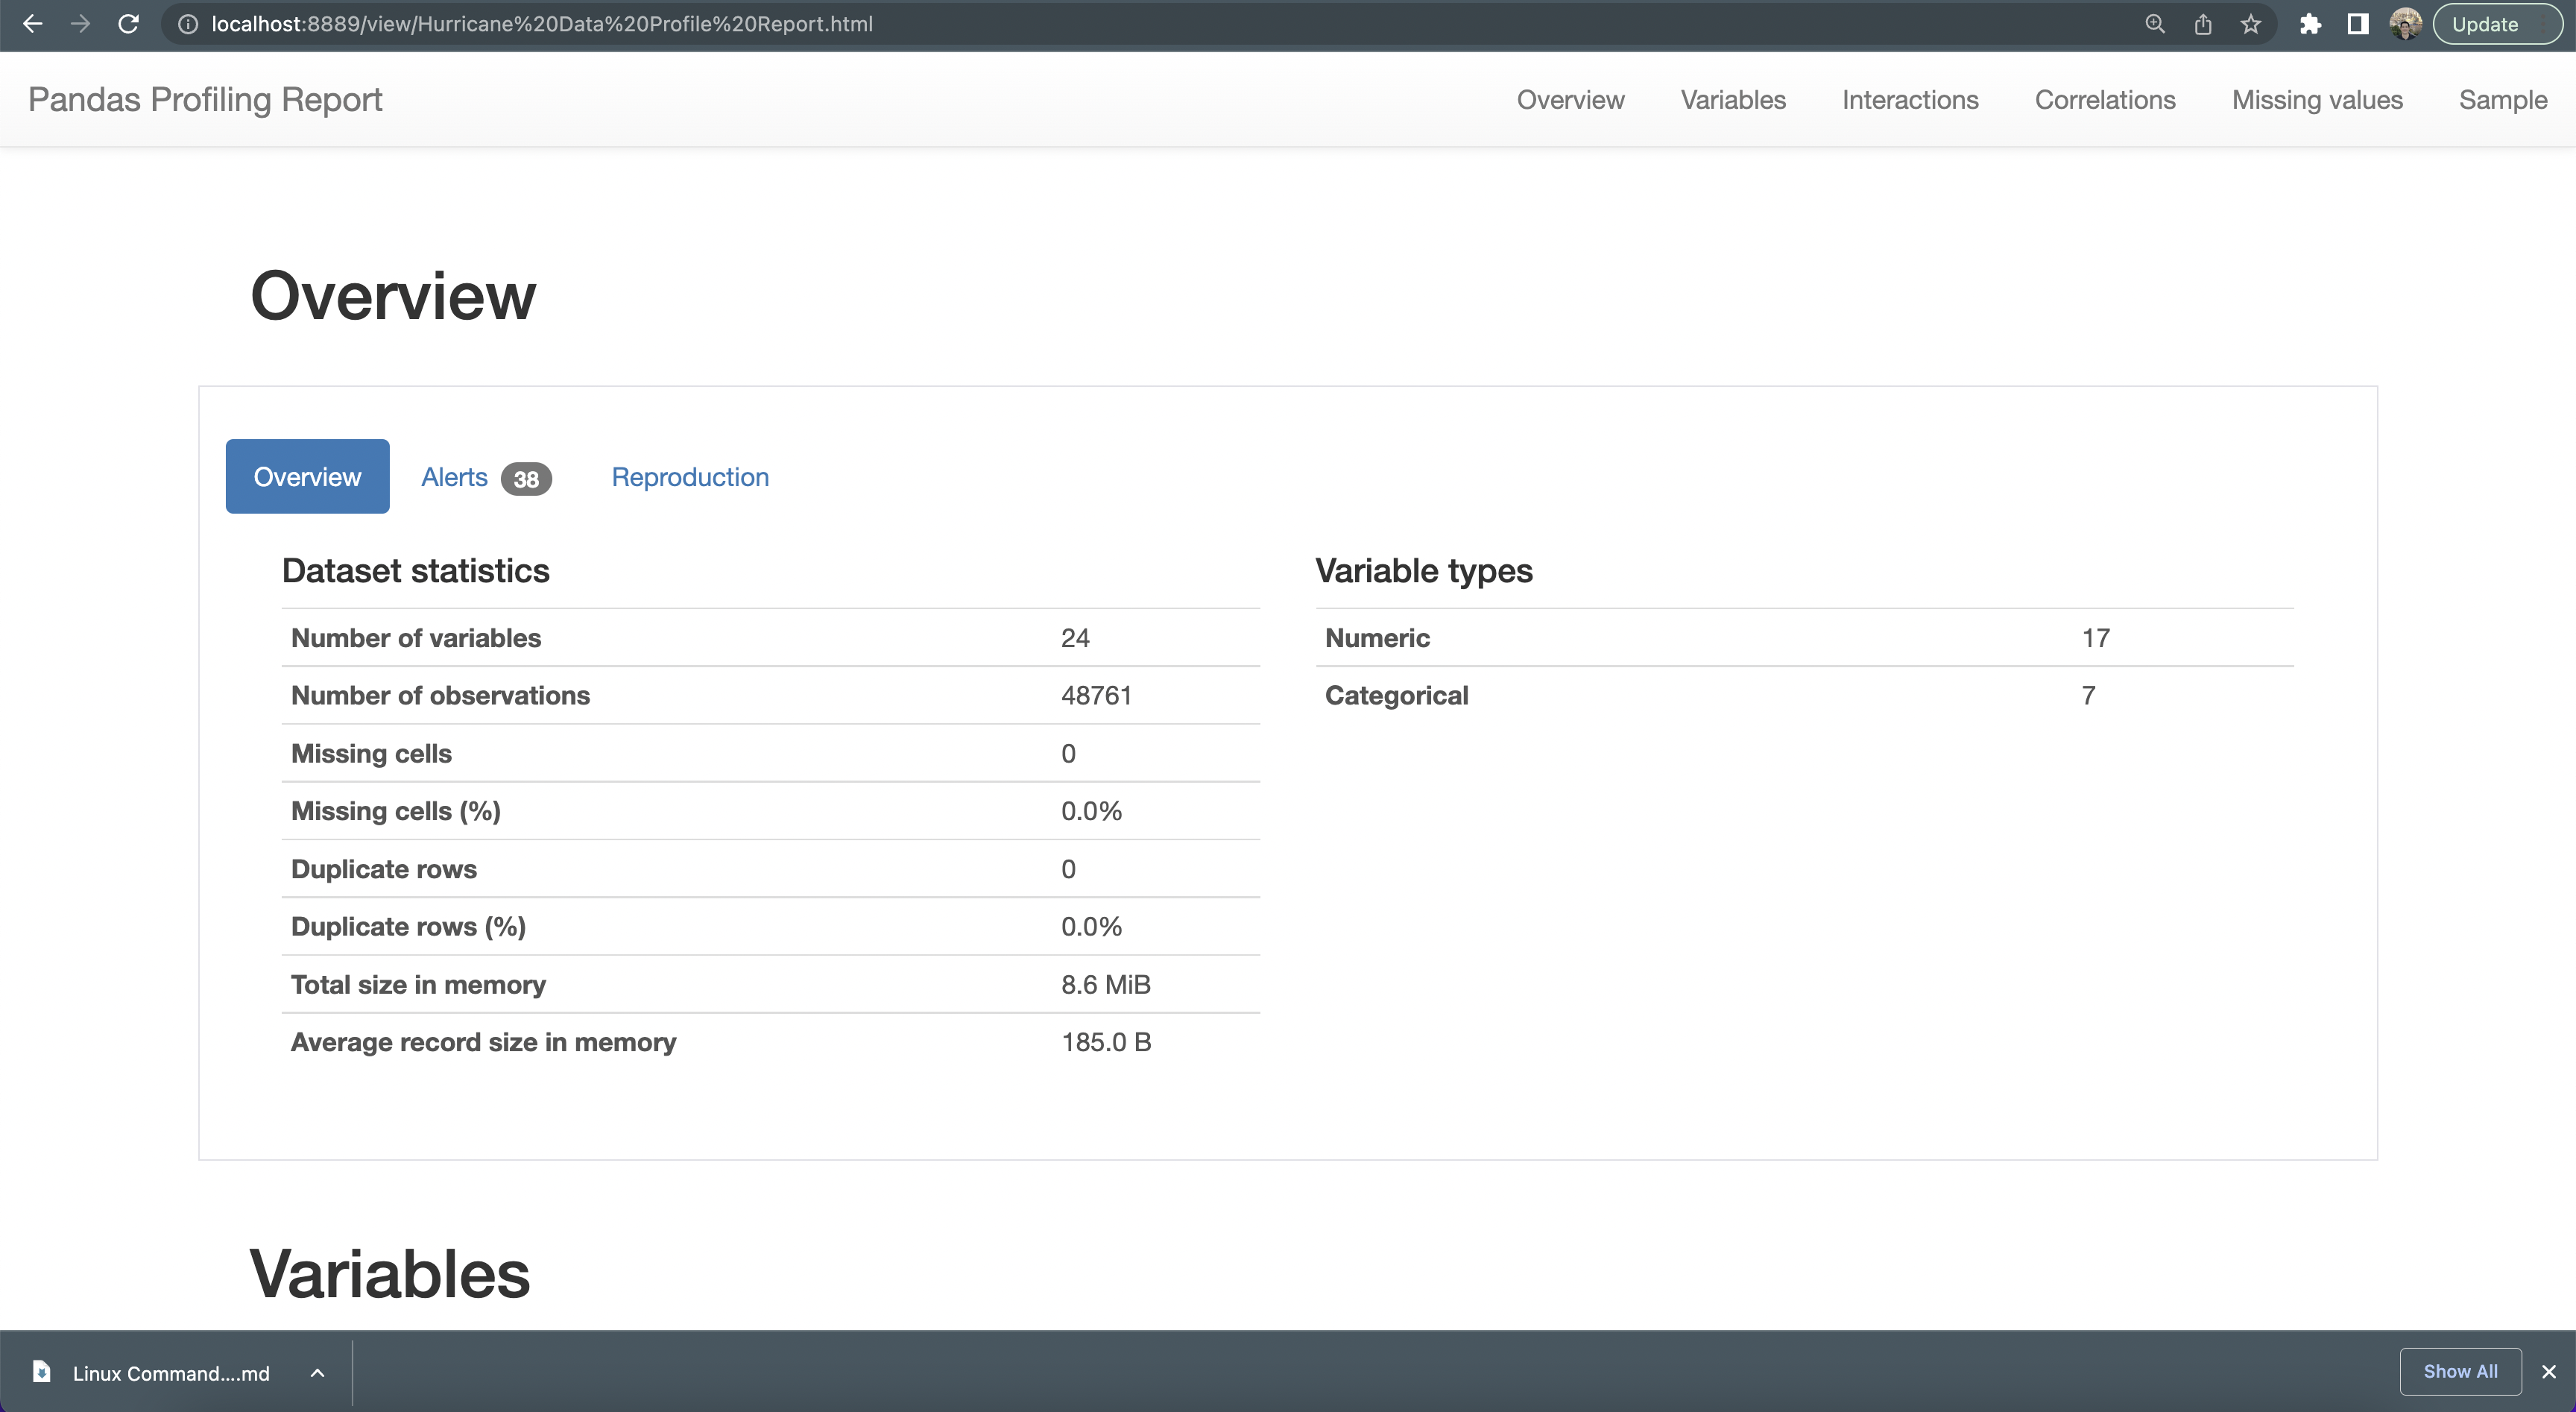 localhost:8889/view/Hurricane%20Data%20Profile%20Report.html
Update
Pandas Profiling Report
Overview Variables Interactions Correlations Missing values Sample
Overview
Overview Alerts 38 Reproduction
Dataset statistics
Number of variables 24
Number of observations 48761
Missing cells 0
Missing cells (%) 0.0%
Duplicate rows 0
Duplicate rows (%) 0.0%
Total size in memory 8.6 MiB
Average record size in memory 185.0 B
Variable types
Numeric 17
Categorical 7
Variables
Linux Command....md
Show All